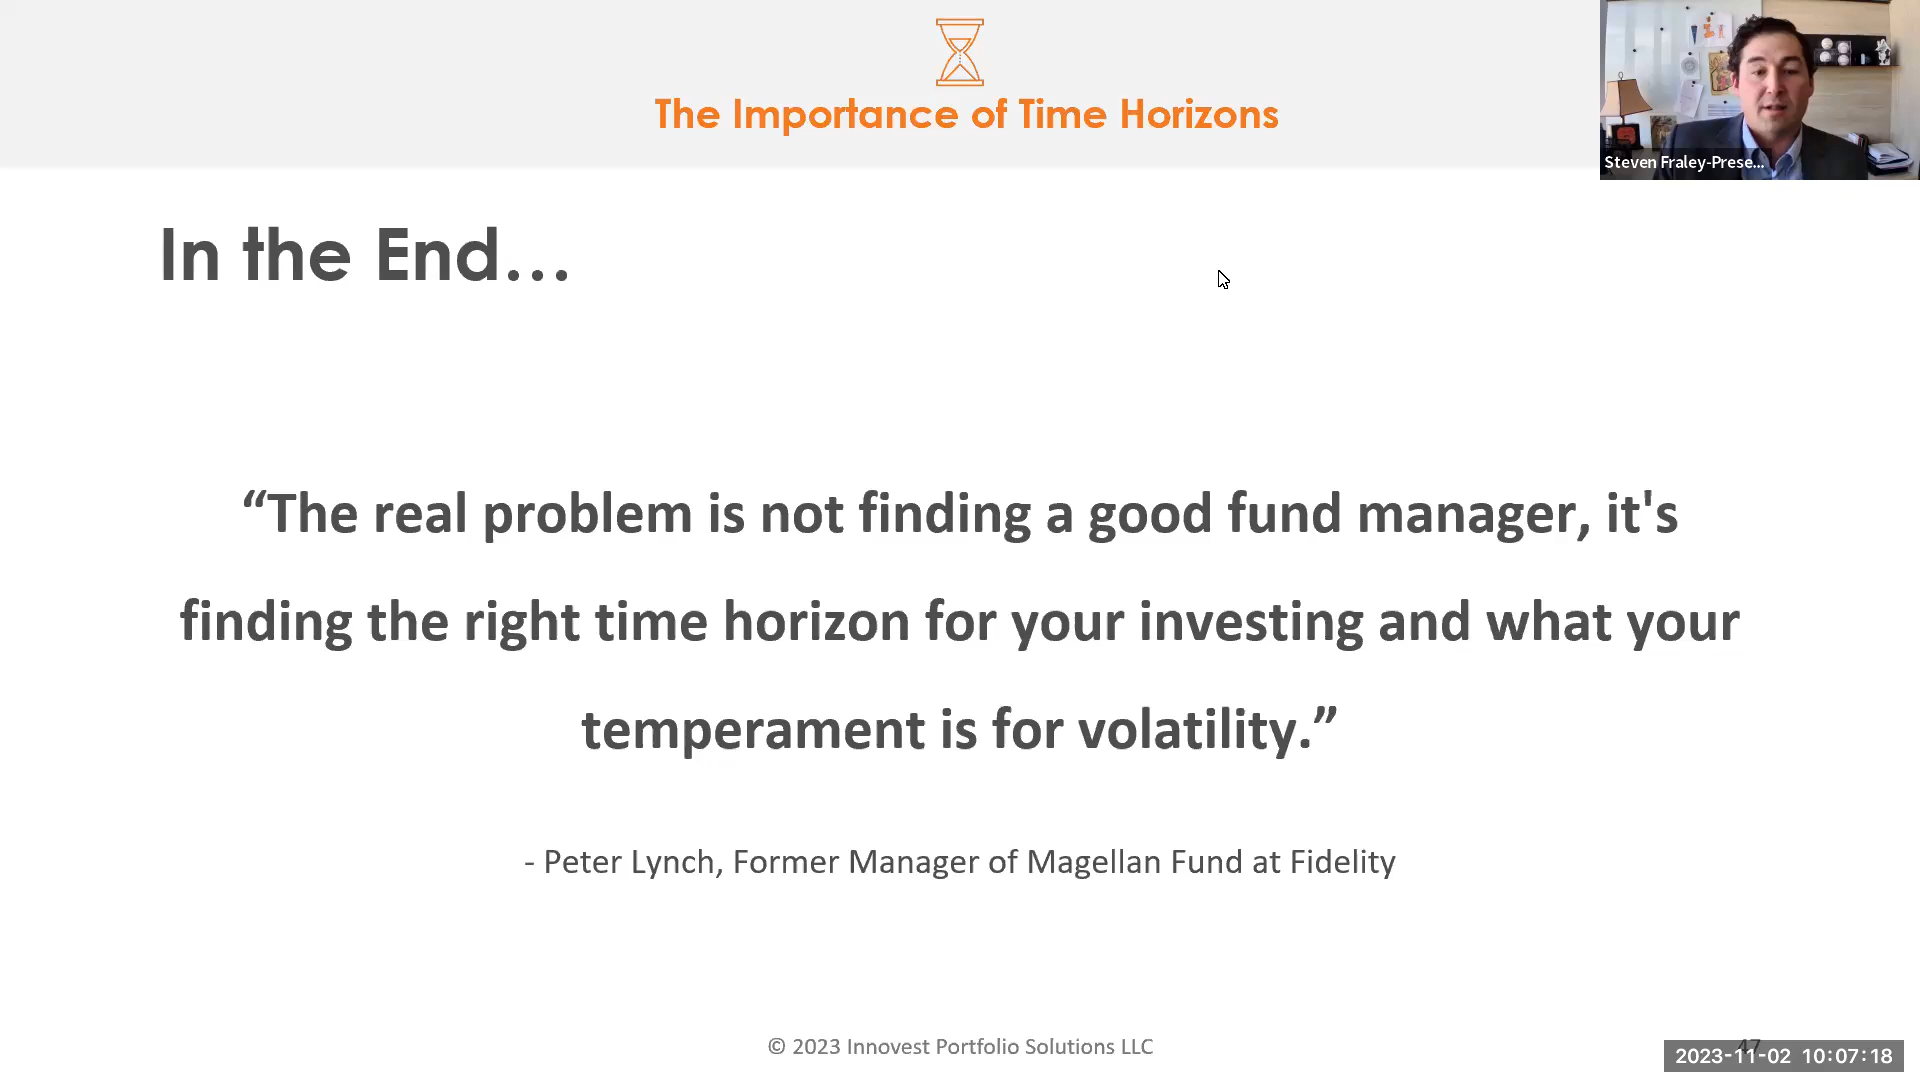 The Importance of Time Horizons
Steven Fraley-Prese...
In the End...
“The real problem is not finding a good fund manager, it's
finding the right time horizon for your investing and what your
temperament is for volatility.”
- Peter Lynch, Former Manager of Magellan Fund at Fidelity
© 2023 Innovest Portfolio Solutions LLC
47
2023-11-02 10:07:18